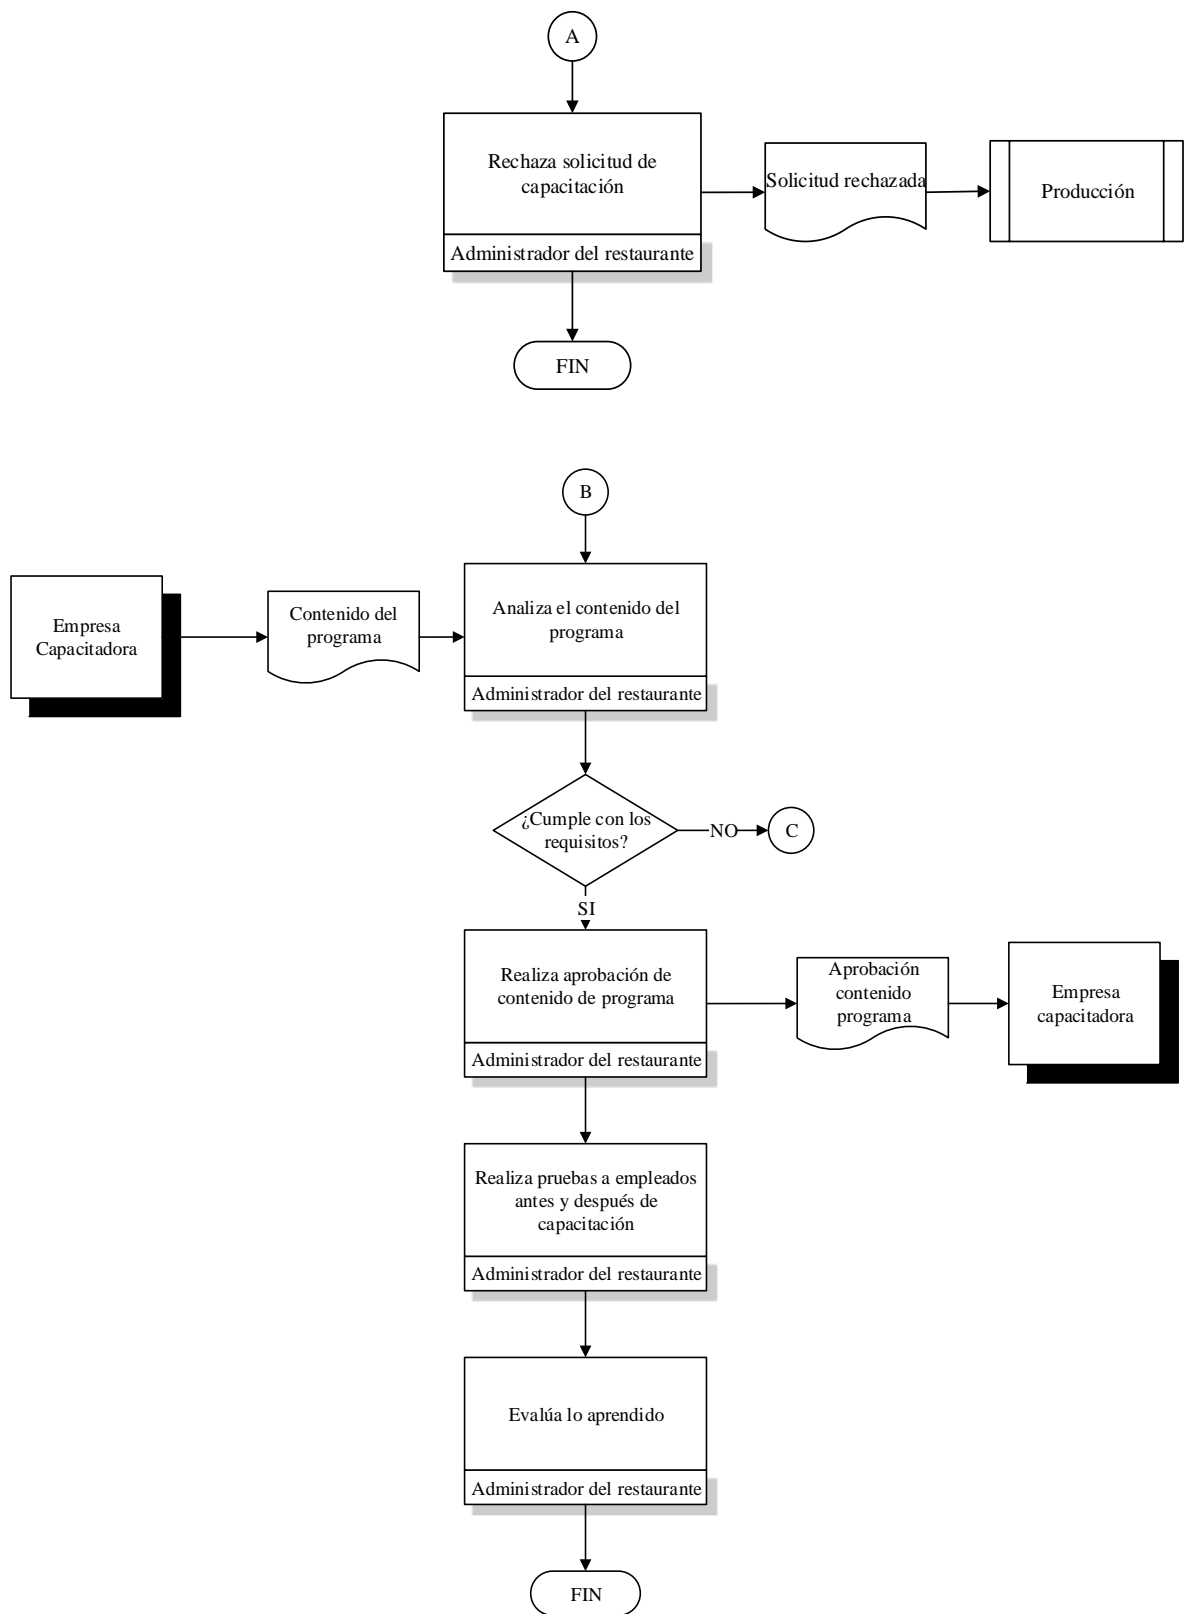 A
Rechaza solicitud de
capacitación
Administrador del restaurante
Solicitud rechazada
Producción
FIN
B
Empresa
Capacitadora
Contenido del
programa
Analiza el contenido del
programa
Administrador del restaurante
¿Cumple con los
requisitos?
NO
C
SI
Realiza aprobación de
contenido de programa
Administrador del restaurante
Aprobación
contenido
programa
Empresa
capacitadora
Realiza pruebas a empleados
antes y después de
capacitación
Administrador del restaurante
Evalúa lo aprendido
Administrador del restaurante
FIN